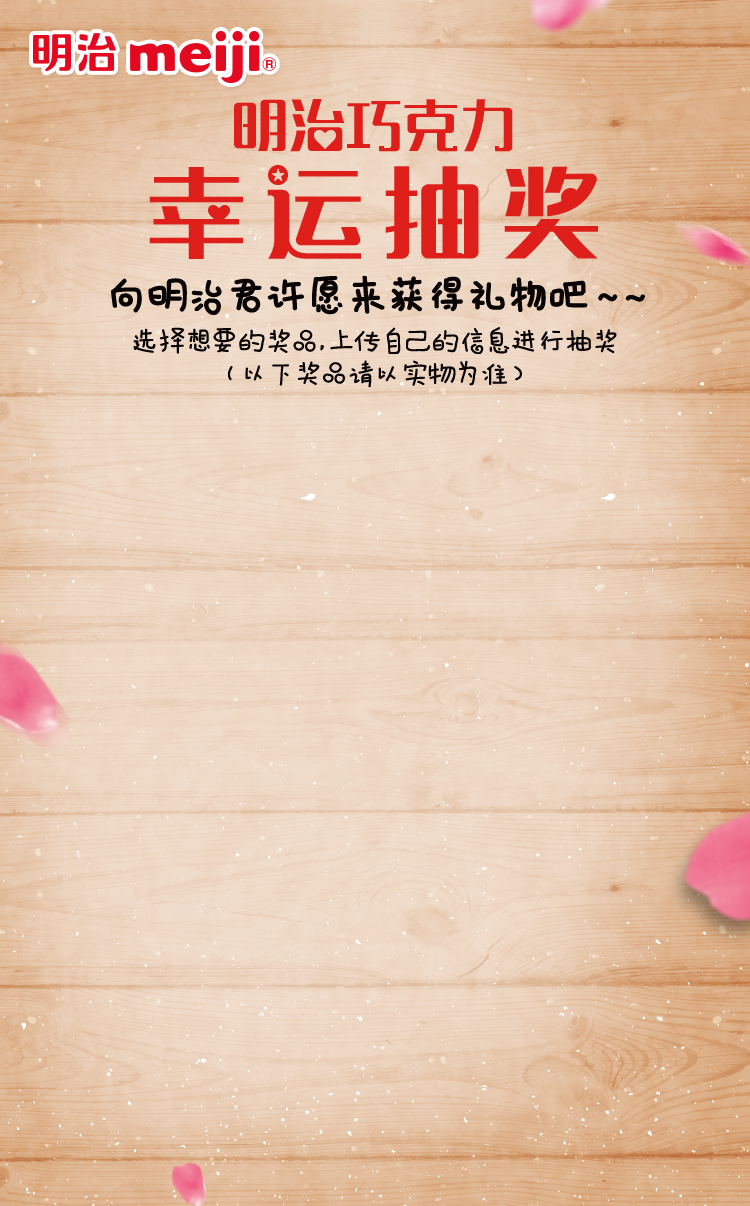 明治 meiji®
明治巧克力
幸运抽奖
向明治君许愿来获得礼物吧~~
选择想要的奖品,上传自己的信息进行抽奖
(以下奖品请以实物为准)